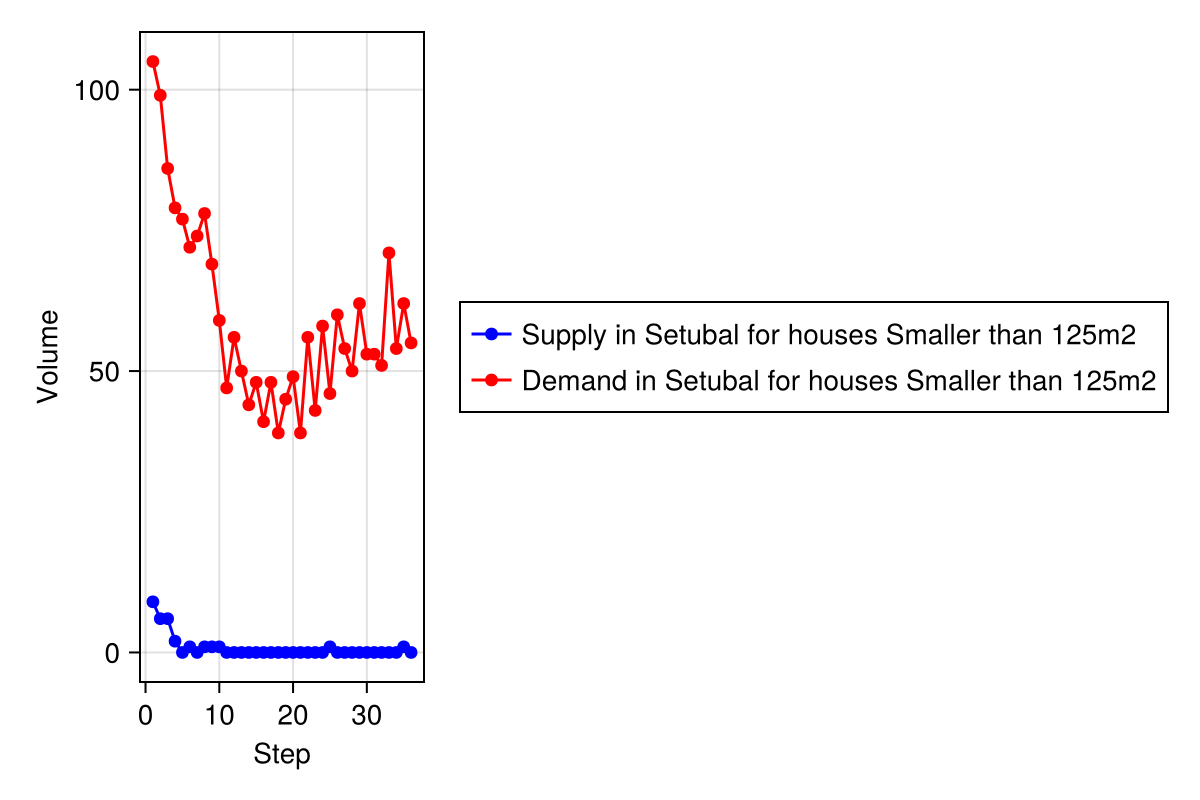 100
50
0
Volume
0 10 20 30
Step
Supply in Setubal for houses Smaller than 125m2
Demand in Setubal for houses Smaller than 125m2